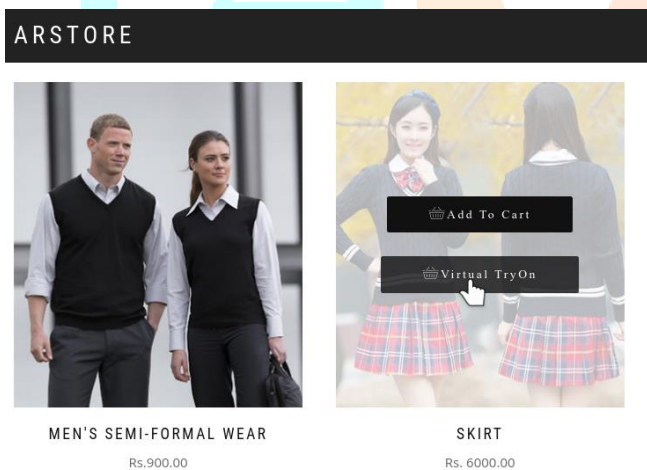 ARSTORE
Add To Cart
Virtual TryOn
MEN'S SEMI-FORMAL WEAR
SKIRT
Rs.900.00
Rs. 6000.00